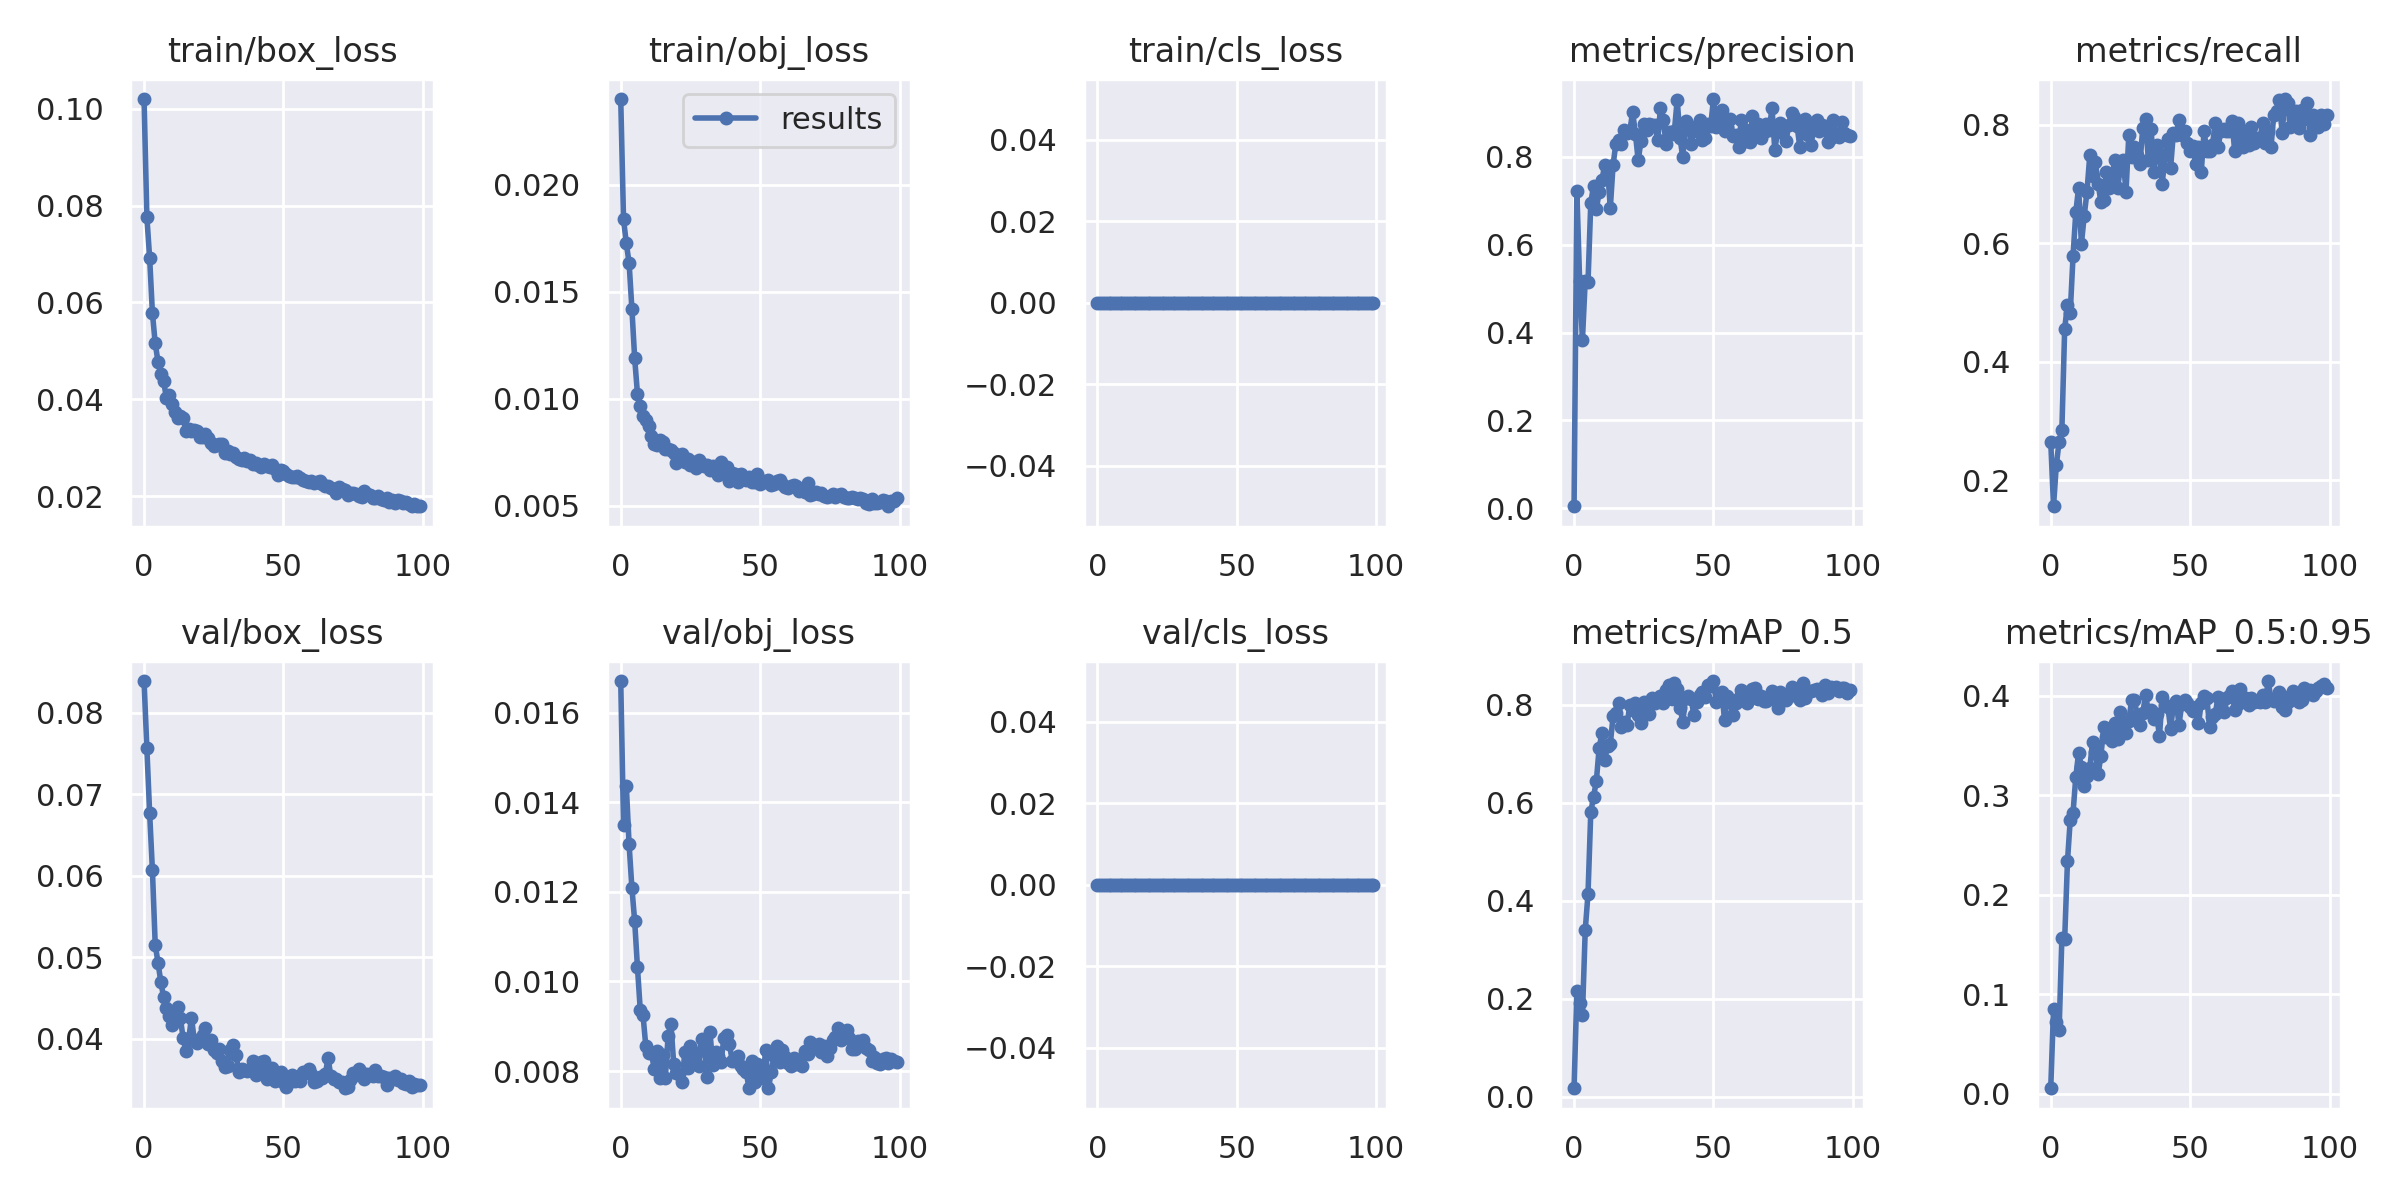 train/box_loss
0.10
0.08
0.06
0.04
0.02
0 50 100
train/obj_loss
results
0.020
0.015
0.010
0.005
0 50 100
train/cls_loss
0.04
0.02
0.00
−0.02
−0.04
0 50 100
metrics/precision
0.8
0.6
0.4
0.2
0.0
0 50 100
metrics/recall
0.8
0.6
0.4
0.2
0 50 100
val/box_loss
0.08
0.07
0.06
0.05
0.04
0 50 100
val/obj_loss
0.016
0.014
0.012
0.010
0.008
0 50 100
val/cls_loss
0.04
0.02
0.00
−0.02
−0.04
0 50 100
metrics/mAP_0.5
0.8
0.6
0.4
0.2
0.0
0 50 100
metrics/mAP_0.5:0.95
0.4
0.3
0.2
0.1
0.0
0 50 100